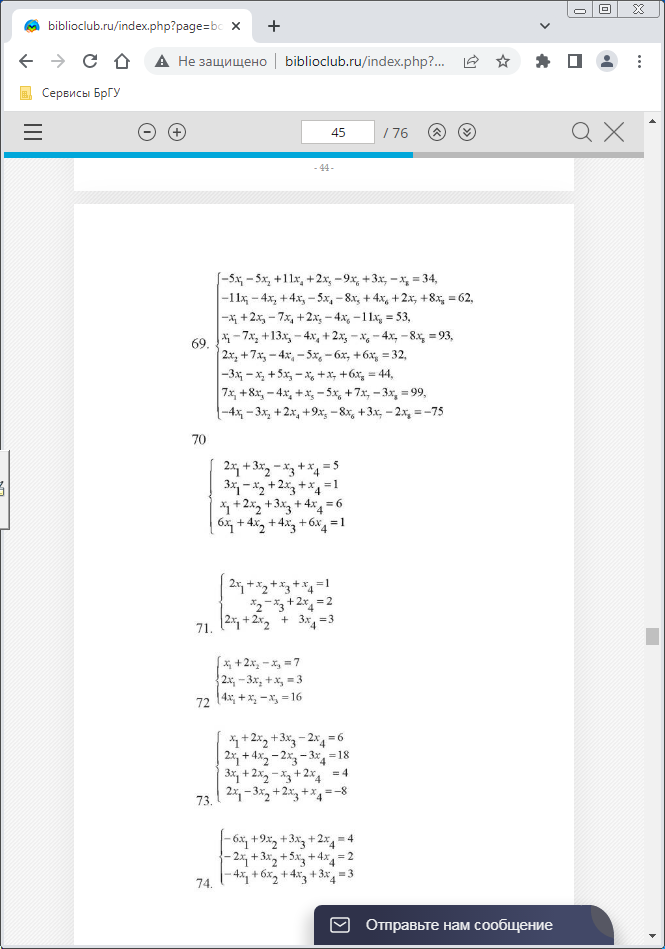 biblioclub.ru/index.php?page=bc
Не защищено
biblioclub.ru/index.php?...
Сервисы БрГУ
45 / 76
- 44 -
69.
−5x₁ − 5x₂ + 11x₄ + 2x₅ − 9x₆ + 3x₇ − x₈ = 34,
−11x₁ − 4x₂ + 4x₃ − 5x₄ − 8x₅ + 4x₆ + 2x₇ + 8x₈ = 62,
−x₁ + 2x₃ − 7x₄ + 2x₅ − 4x₆ − 11x₈ = 53,
x₁ − 7x₂ + 13x₃ − 4x₄ + 2x₅ − x₆ − 4x₇ − 8x₈ = 93,
2x₂ + 7x₃ − 4x₄ − 5x₆ − 6x₇ + 6x₈ = 32,
−3x₁ − x₂ + 5x₃ − x₆ + x₇ + 6x₈ = 44,
7x₁ + 8x₃ − 4x₄ + x₅ − 5x₆ + 7x₇ − 3x₈ = 99,
−4x₁ − 3x₂ + 2x₄ + 9x₅ − 8x₆ + 3x₇ − 2x₈ = −75
70
2x₁ + 3x₂ − x₃ + x₄ = 5
3x₁ − x₂ + 2x₃ + x₄ = 1
x₁ + 2x₂ + 3x₃ + 4x₄ = 6
6x₁ + 4x₂ + 4x₃ + 6x₄ = 1
71.
2x₁ + x₂ + x₃ + x₄ = 1
x₂ − x₃ + 2x₄ = 2
2x₁ + 2x₂ + 3x₄ = 3
72
x₁ + 2x₂ − x₃ = 7
2x₁ − 3x₂ + x₃ = 3
4x₁ + x₂ − x₃ = 16
73.
x₁ + 2x₂ + 3x₃ − 2x₄ = 6
2x₁ + 4x₂ − 2x₃ − 3x₄ = 18
3x₁ + 2x₂ − x₃ + 2x₄ = 4
2x₁ − 3x₂ + 2x₃ + x₄ = −8
74.
− 6x₁ + 9x₂ + 3x₃ + 2x₄ = 4
− 2x₁ + 3x₂ + 5x₃ + 4x₄ = 2
− 4x₁ + 6x₂ + 4x₃ + 3x₄ = 3
Отправьте нам сообщение